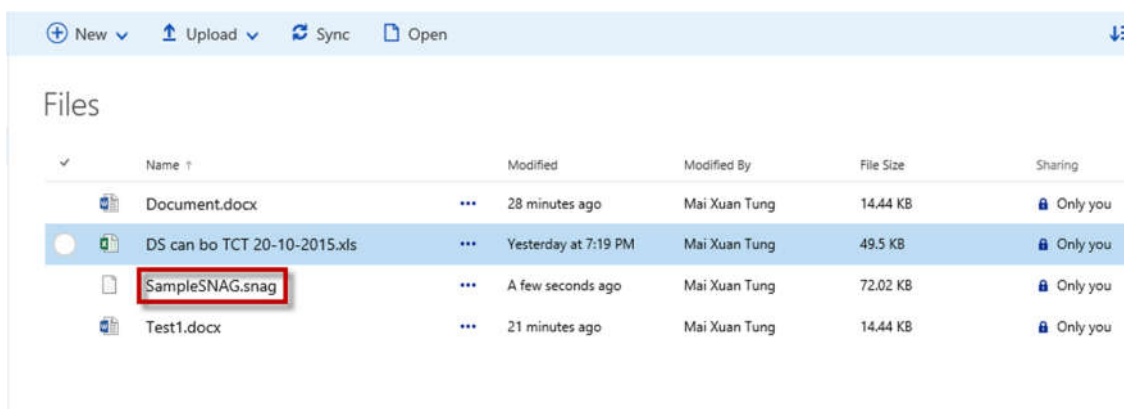 New Upload Sync Open
Files
Name Modified Modified By File Size Sharing
Document.docx ... 28 minutes ago Mai Xuan Tung 14.44 KB Only you
DS can bo TCT 20-10-2015.xls ... Yesterday at 7:19 PM Mai Xuan Tung 49.5 KB Only you
SampleSNAG.snag ... A few seconds ago Mai Xuan Tung 72.02 KB Only you
Test1.docx ... 21 minutes ago Mai Xuan Tung 14.44 KB Only you